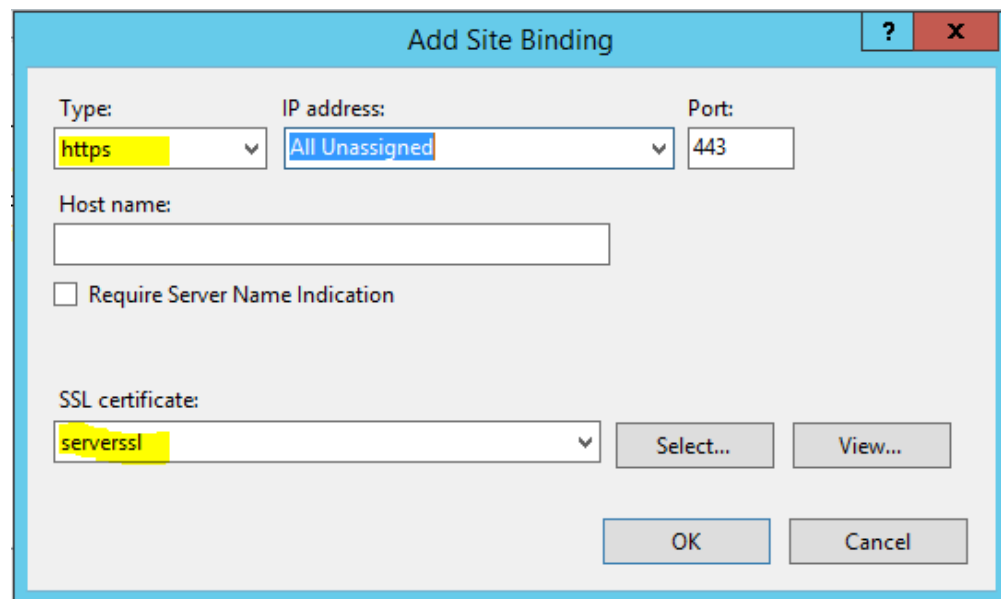 Add Site Binding
?
x
Type:
IP address:
Port:
https
All Unassigned
443
Host name:
Require Server Name Indication
SSL certificate:
serverssl
Select...
View...
OK
Cancel